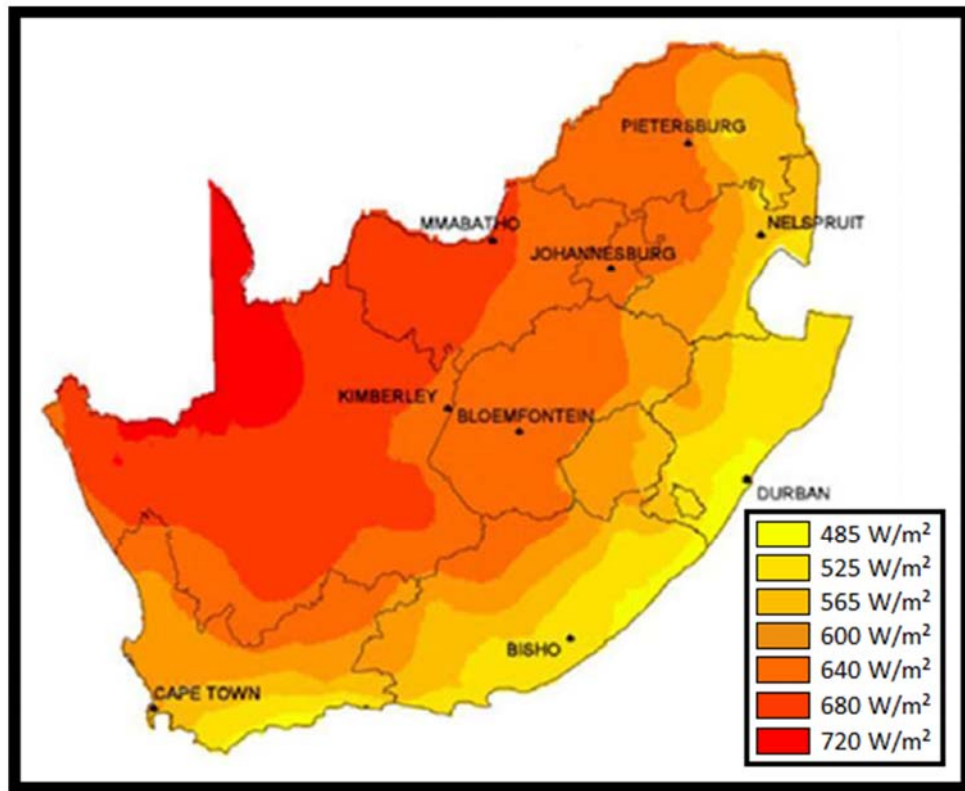 PIETERSBURG
MMABATHO
NELSPRUIT
JOHANNESBURG
KIMBERLEY
BLOEMFONTEIN
DURBAN
BISHO
CAPE TOWN
485 W/m²
525 W/m²
565 W/m²
600 W/m²
640 W/m²
680 W/m²
720 W/m²